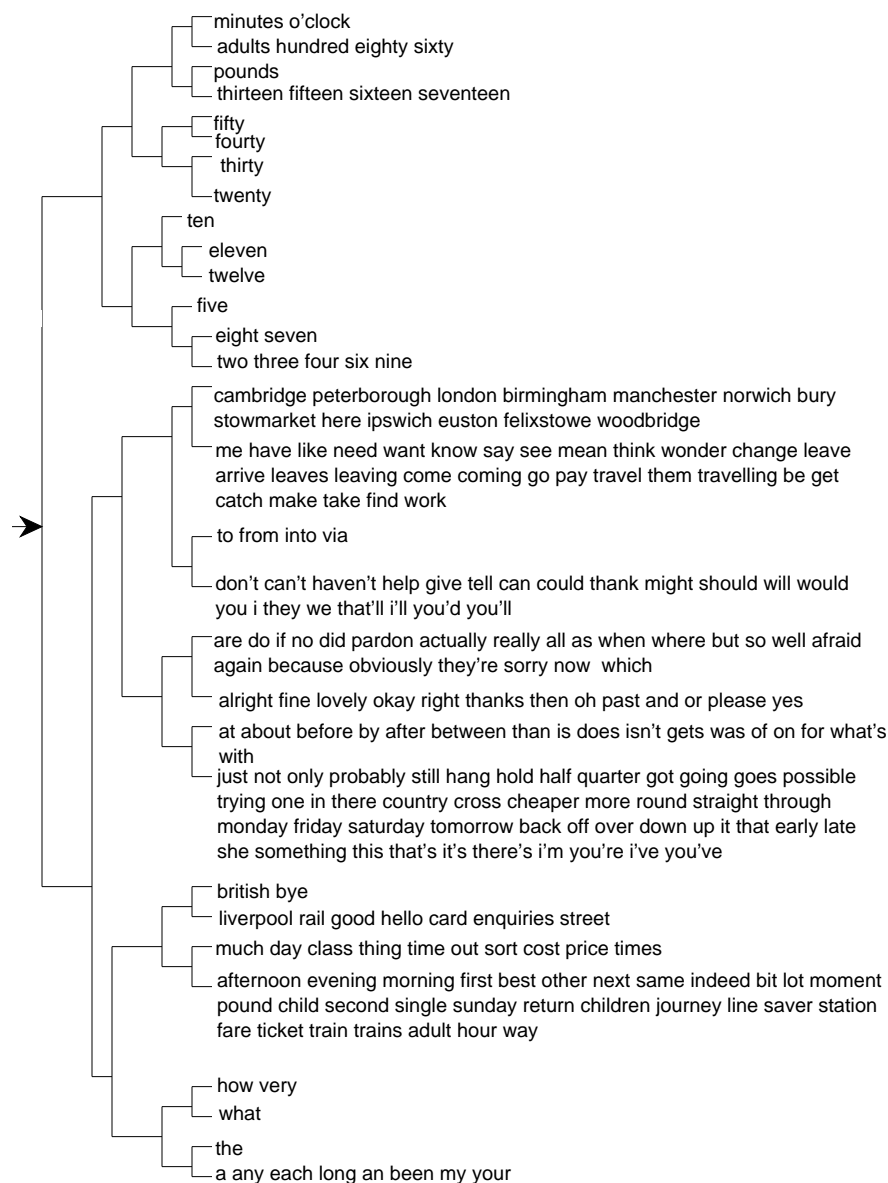 minutes o'clock
adults hundred eighty sixty
pounds
thirteen fifteen sixteen seventeen
fifty
fourty
thirty
twenty
ten
eleven
twelve
five
eight seven
two three four six nine
cambridge peterborough london birmingham manchester norwich bury
stowmarket here ipswich euston felixstowe woodbridge
me have like need want know say see mean think wonder change leave
arrive leaves leaving come coming go pay travel them travelling be get
catch make take find work
to from into via
don't can't haven't help give tell can could thank might should will would
you i they we that'll i'll you'd you'll
are do if no did pardon actually really all as when where but so well afraid
again because obviously they're sorry now which
alright fine lovely okay right thanks then oh past and or please yes
at about before by after between than is does isn't gets was of on for what's
with
just not only probably still hang hold half quarter got going goes possible
trying one in there country cross cheaper more round straight through
monday friday saturday tomorrow back off over down up it that early late
she something this that's it's there's i'm you're i've you've
british bye
liverpool rail good hello card enquiries street
much day class thing time out sort cost price times
afternoon evening morning first best other next same indeed bit lot moment
pound child second single sunday return children journey line saver station
fare ticket train trains adult hour way
how very
what
the
a any each long an been my your